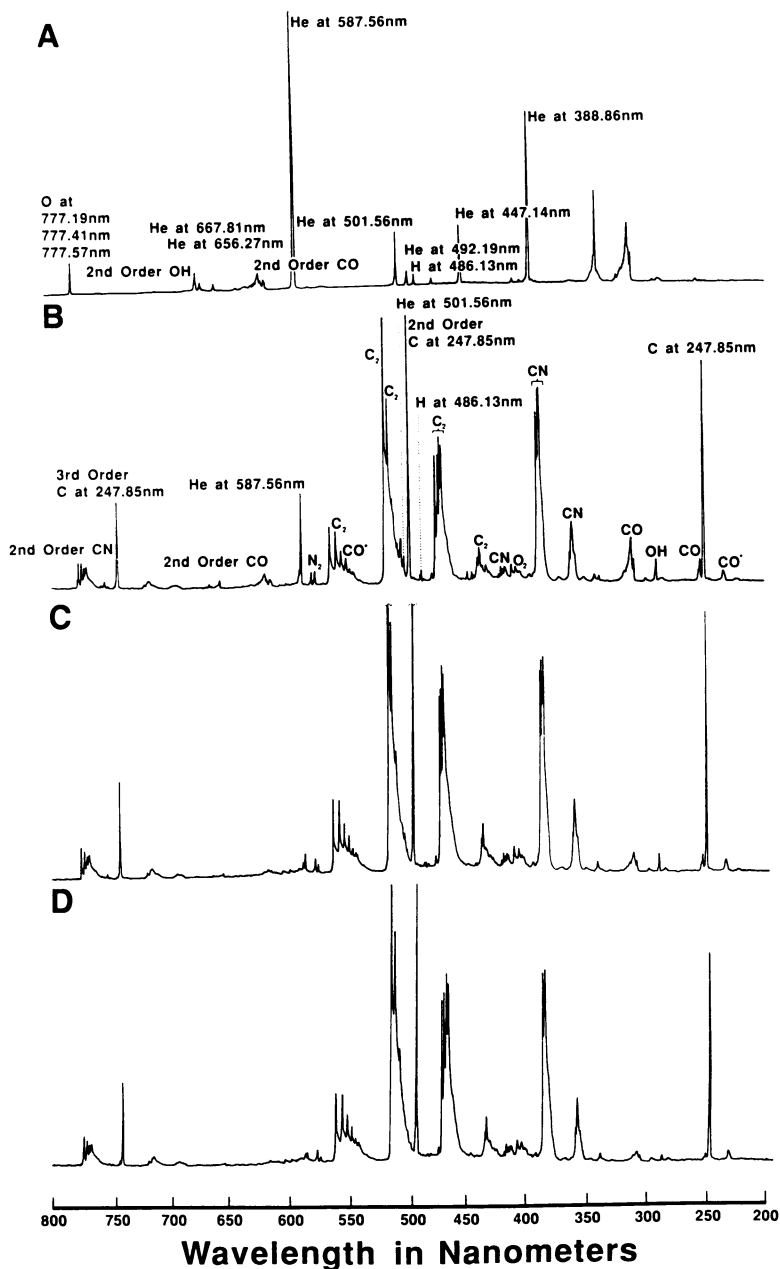 A
He at 587.56nm
He at 388.86nm
O at
777.19nm
777.41nm
777.57nm
He at 667.81nm
He at 656.27nm
He at 501.56nm
He at 447.14nm
He at 492.19nm
H at 486.13nm
2nd Order OH
2nd Order CO
B
He at 501.56nm
2nd Order
C at 247.85nm
C₂
C₂
H at 486.13nm
C₂
CN
C at 247.85nm
3rd Order
C at 247.85nm
He at 587.56nm
2nd Order CN
2nd Order CO
N₂
C₂
CO⁺
C₂
CN
O₂
CN
CO
OH
CO
CO⁺
C
D
800 750 700 600 550 500 450 400 350 300 250 200
Wavelength in Nanometers